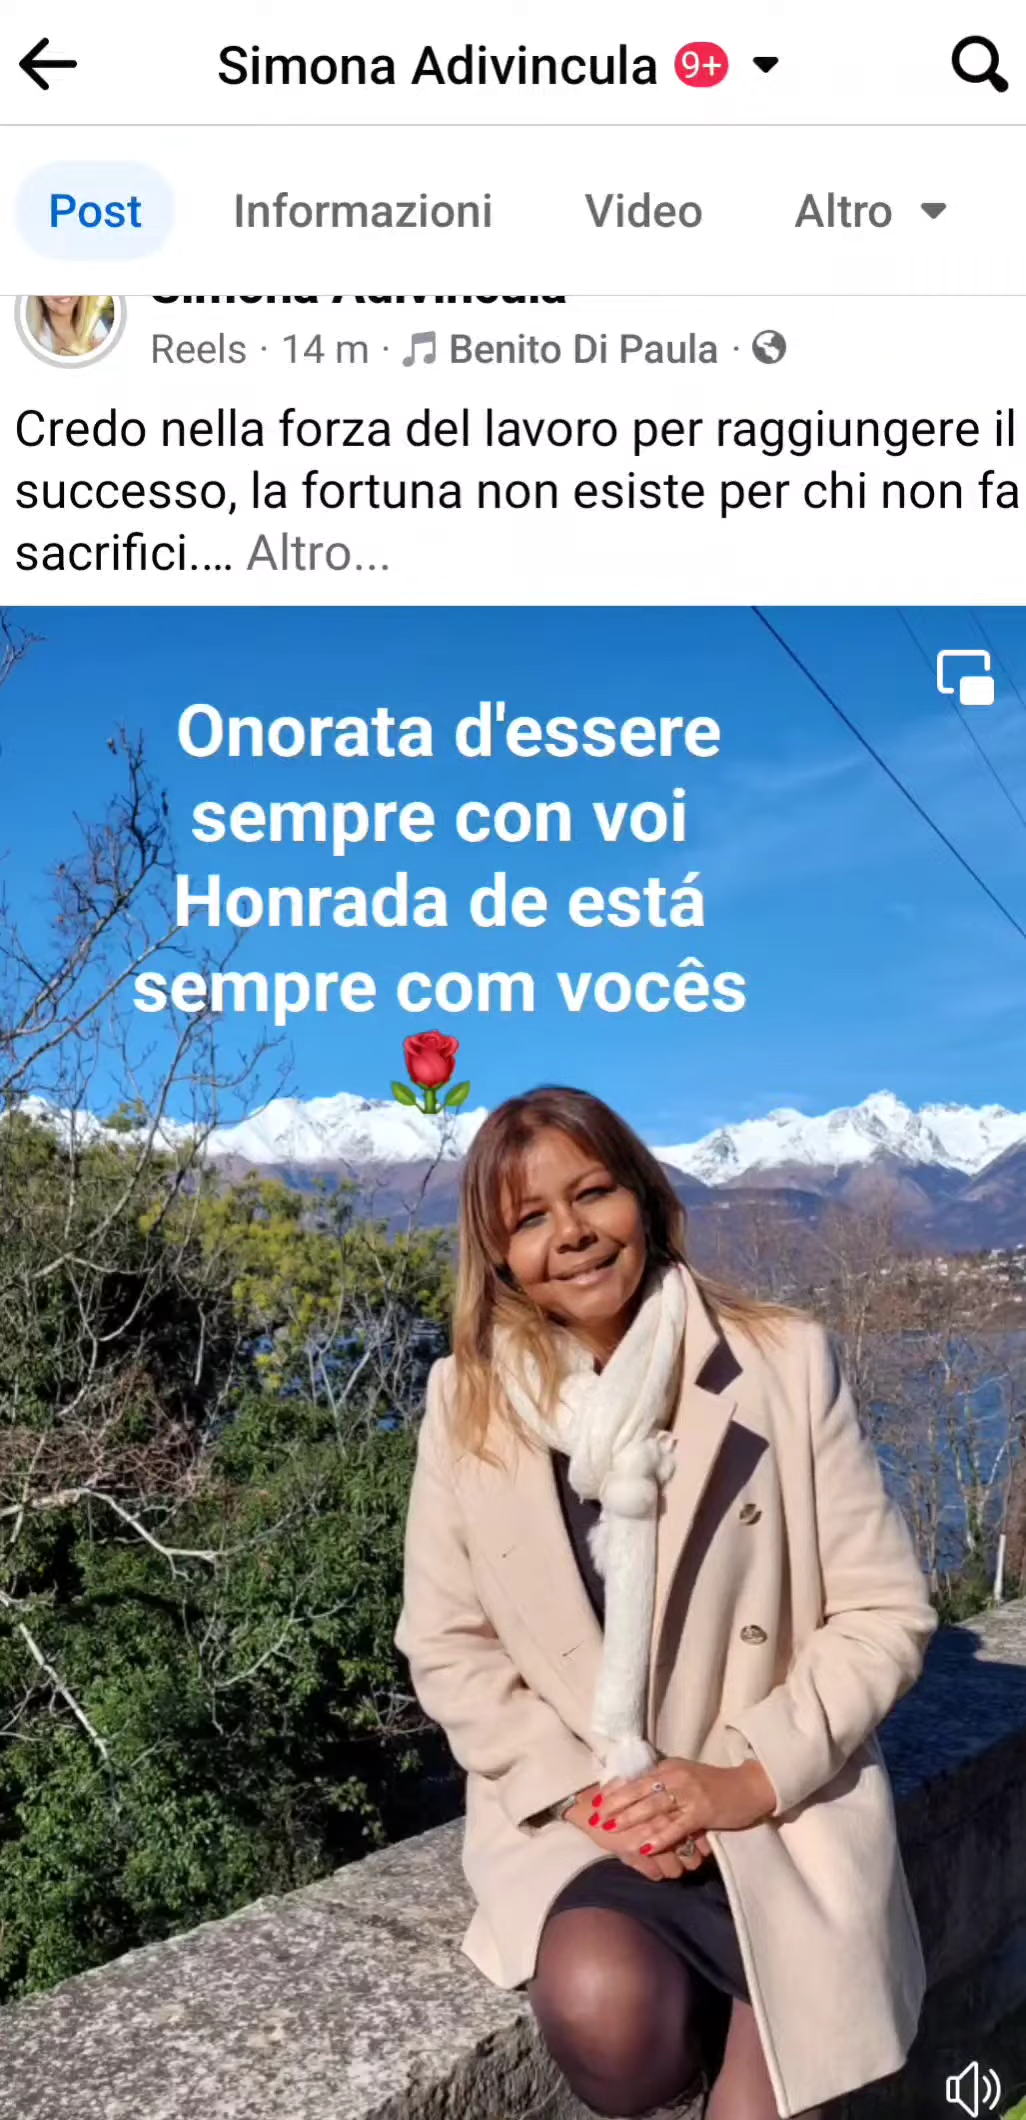 Simona Adivincula 9+
Post Informazioni Video Altro
Simona Adivincula
Reels · 14 m · Benito Di Paula ·
Credo nella forza del lavoro per raggiungere il
successo, la fortuna non esiste per chi non fa
sacrifici.... Altro...
Onorata d'essere
sempre con voi
Honrada de está
sempre com vocês